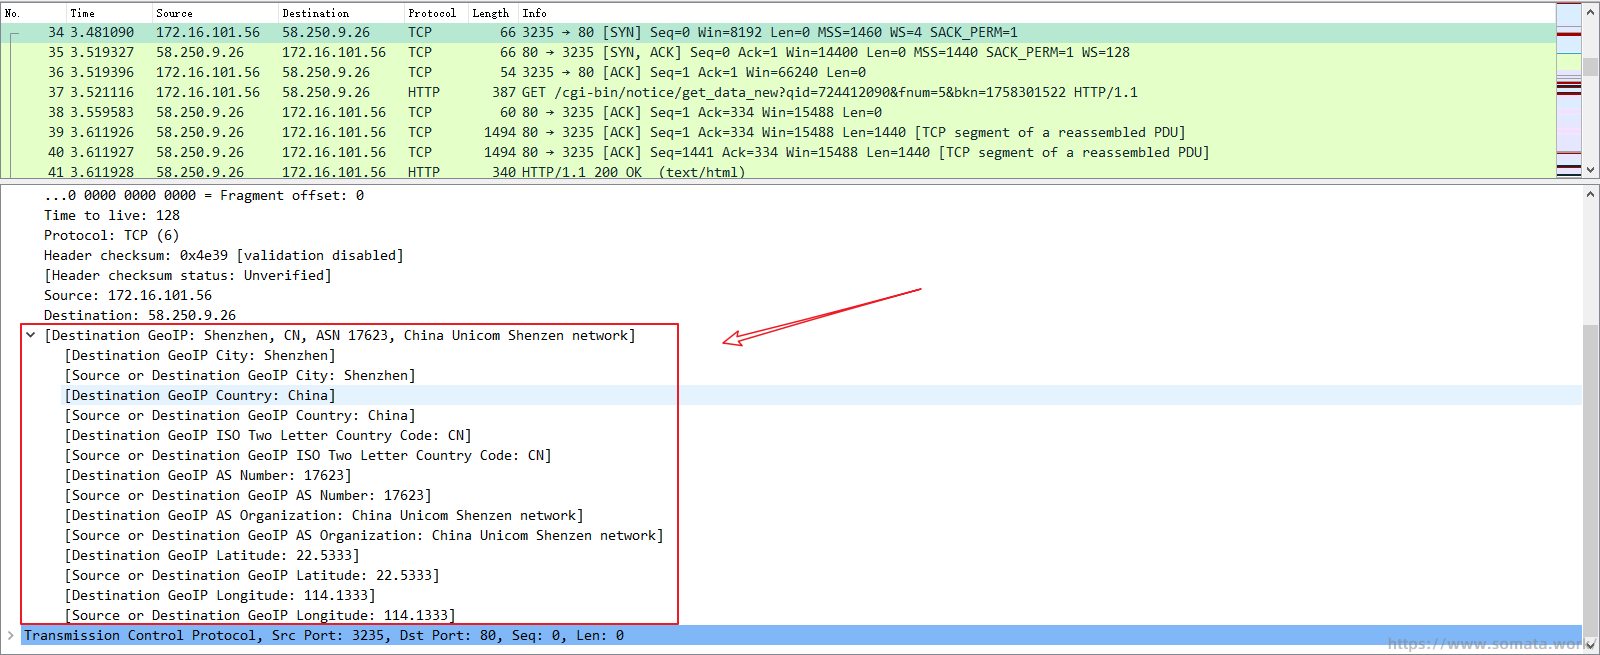 No. Time Source Destination Protocol Length Info
34 3.481090 172.16.101.56 58.250.9.26 TCP 66 3235 → 80 [SYN] Seq=0 Win=8192 Len=0 MSS=1460 WS=4 SACK_PERM=1
35 3.519327 58.250.9.26 172.16.101.56 TCP 66 80 → 3235 [SYN, ACK] Seq=0 Ack=1 Win=14400 Len=0 MSS=1440 SACK_PERM=1 WS=128
36 3.519396 172.16.101.56 58.250.9.26 TCP 54 3235 → 80 [ACK] Seq=1 Ack=1 Win=66240 Len=0
37 3.521116 172.16.101.56 58.250.9.26 HTTP 387 GET /cgi-bin/notice/get_data_new?qid=724412090&fnum=5&bkn=1758301522 HTTP/1.1
38 3.559583 58.250.9.26 172.16.101.56 TCP 60 80 → 3235 [ACK] Seq=1 Ack=334 Win=15488 Len=0
39 3.611926 58.250.9.26 172.16.101.56 TCP 1494 80 → 3235 [ACK] Seq=1 Ack=334 Win=15488 Len=1440 [TCP segment of a reassembled PDU]
40 3.611927 58.250.9.26 172.16.101.56 TCP 1494 80 → 3235 [ACK] Seq=1441 Ack=334 Win=15488 Len=1440 [TCP segment of a reassembled PDU]
41 3.611928 58.250.9.26 172.16.101.56 HTTP 340 HTTP/1.1 200 OK (text/html)
...0 0000 0000 0000 = Fragment offset: 0
Time to live: 128
Protocol: TCP (6)
Header checksum: 0x4e39 [validation disabled]
[Header checksum status: Unverified]
Source: 172.16.101.56
Destination: 58.250.9.26
[Destination GeoIP: Shenzhen, CN, ASN 17623, China Unicom Shenzen network]
[Destination GeoIP City: Shenzhen]
[Source or Destination GeoIP City: Shenzhen]
[Destination GeoIP Country: China]
[Source or Destination GeoIP Country: China]
[Destination GeoIP ISO Two Letter Country Code: CN]
[Source or Destination GeoIP ISO Two Letter Country Code: CN]
[Destination GeoIP AS Number: 17623]
[Source or Destination GeoIP AS Number: 17623]
[Destination GeoIP AS Organization: China Unicom Shenzen network]
[Source or Destination GeoIP AS Organization: China Unicom Shenzen network]
[Destination GeoIP Latitude: 22.5333]
[Source or Destination GeoIP Latitude: 22.5333]
[Destination GeoIP Longitude: 114.1333]
[Source or Destination GeoIP Longitude: 114.1333]
Transmission Control Protocol, Src Port: 3235, Dst Port: 80, Seq: 0, Len: 0
https://www.somata.work/